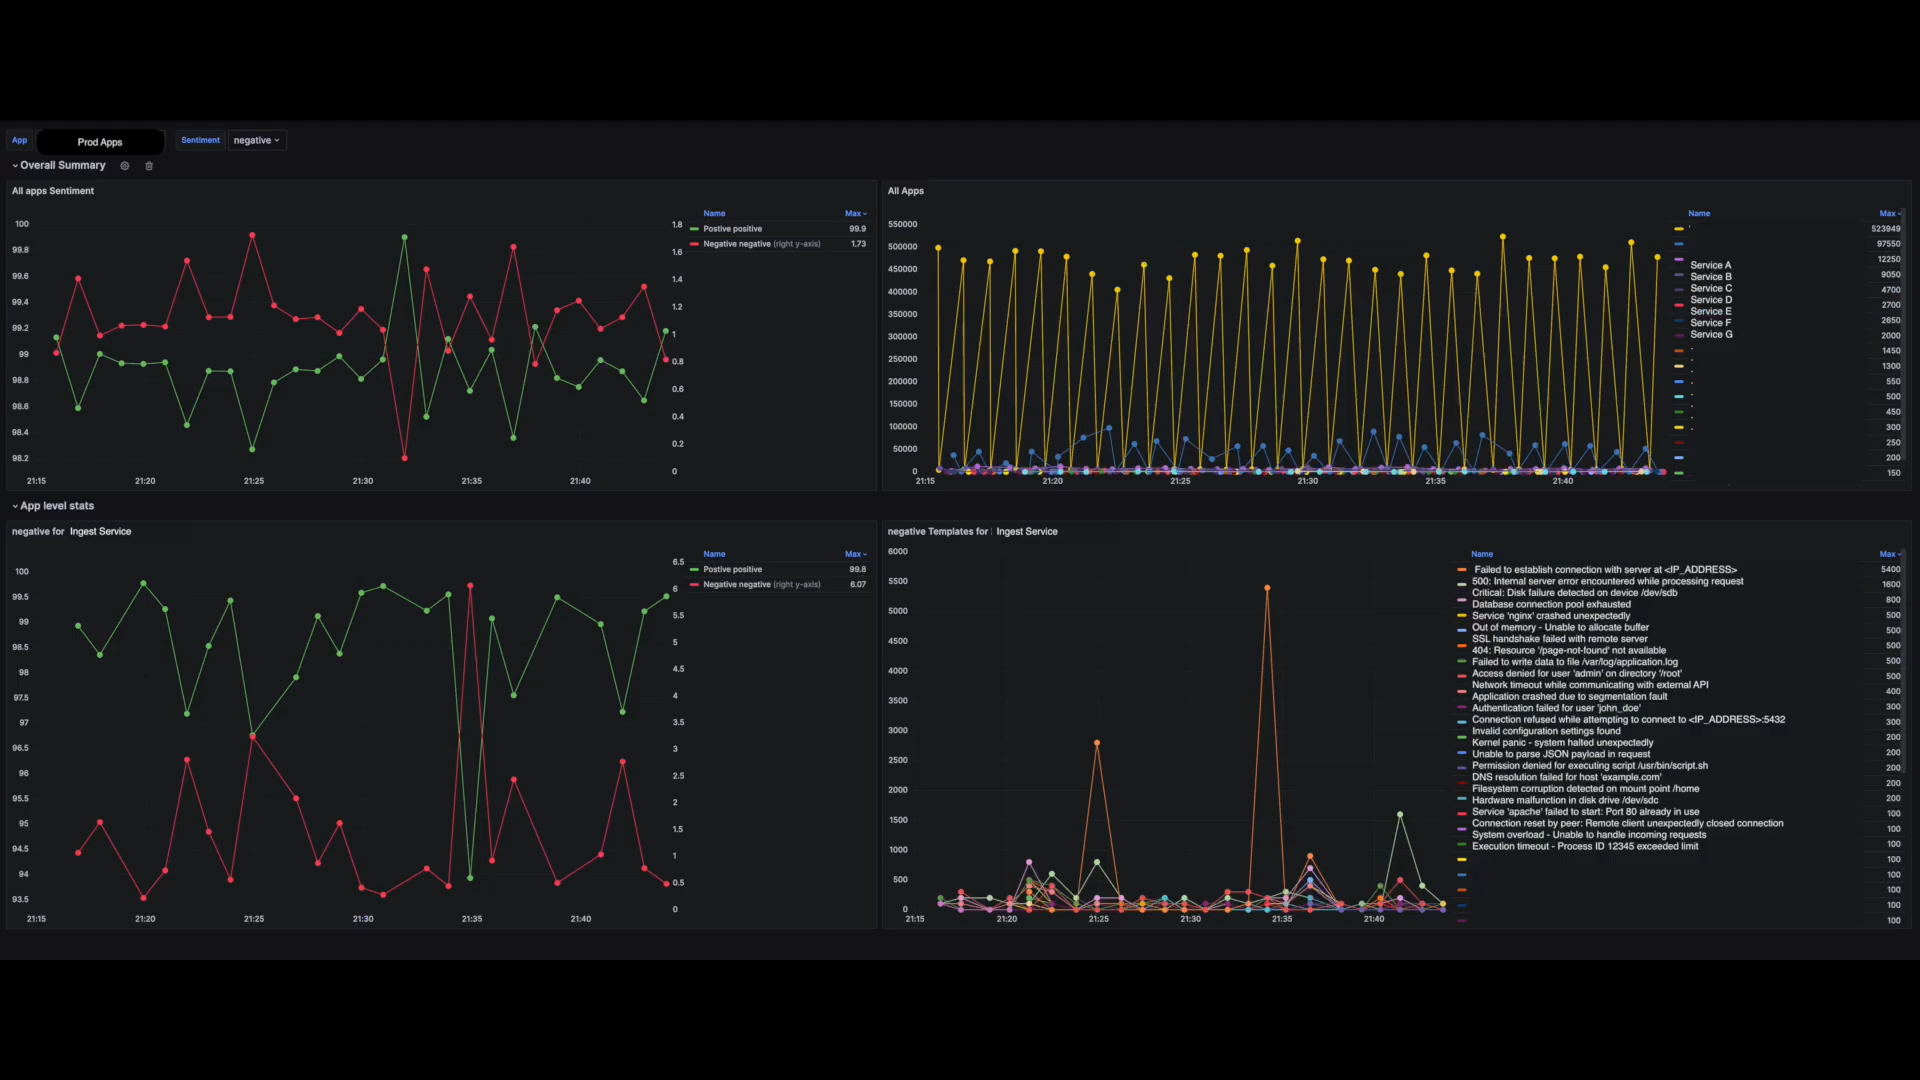 App
Prod Apps
Sentiment
negative
Overall Summary
All apps Sentiment
100
99.8
99.6
99.4
99.2
99
98.8
98.6
98.4
98.2
1.8
1.6
1.4
1.2
1
0.8
0.6
0.4
0.2
0
21:15 21:20 21:25 21:30 21:35 21:40
Name Max
Postive positive 99.9
Negative negative (right y-axis) 1.73
All Apps
550000
500000
450000
400000
350000
300000
250000
200000
150000
100000
50000
0
21:15 21:20 21:25 21:30 21:35 21:40
Name Max
Service A
Service B
Service C
Service D
Service E
Service F
Service G
523949
97550
12250
9050
4700
2700
2650
2000
1450
1300
550
500
450
300
250
200
150
App level stats
negative for Ingest Service
100
99.5
99
98.5
98
97.5
97
96.5
96
95.5
95
94.5
94
93.5
6.5
6
5.5
5
4.5
4
3.5
3
2.5
2
1.5
1
0.5
0
21:15 21:20 21:25 21:30 21:35 21:40
Name Max
Postive positive 99.8
Negative negative (right y-axis) 6.07
negative Templates for : Ingest Service
6000
5500
5000
4500
4000
3500
3000
2500
2000
1500
1000
500
0
21:15 21:20 21:25 21:30 21:35 21:40
Name Max
Failed to establish connection with server at <IP_ADDRESS>
500: Internal server error encountered while processing request
Critical: Disk failure detected on device /dev/sdb
Database connection pool exhausted
Service 'nginx' crashed unexpectedly
Out of memory - Unable to allocate buffer
SSL handshake failed with remote server
404: Resource '/page-not-found' not available
Failed to write data to file /var/log/application.log
Access denied for user 'admin' on directory '/root'
Network timeout while communicating with external API
Application crashed due to segmentation fault
Authentication failed for user 'john_doe'
Connection refused while attempting to connect to <IP_ADDRESS>:5432
Invalid configuration settings found
Kernel panic - system halted unexpectedly
Unable to parse JSON payload in request
Permission denied for executing script /usr/bin/script.sh
DNS resolution failed for host 'example.com'
Filesystem corruption detected on mount point /home
Hardware malfunction in disk drive /dev/sdc
Service 'apache' failed to start: Port 80 already in use
Connection reset by peer: Remote client unexpectedly closed connection
System overload - Unable to handle incoming requests
Execution timeout - Process ID 12345 exceeded limit
5400
1600
800
500
500
500
500
500
400
300
300
200
200
200
200
200
100
100
100
100
100
100
100
100